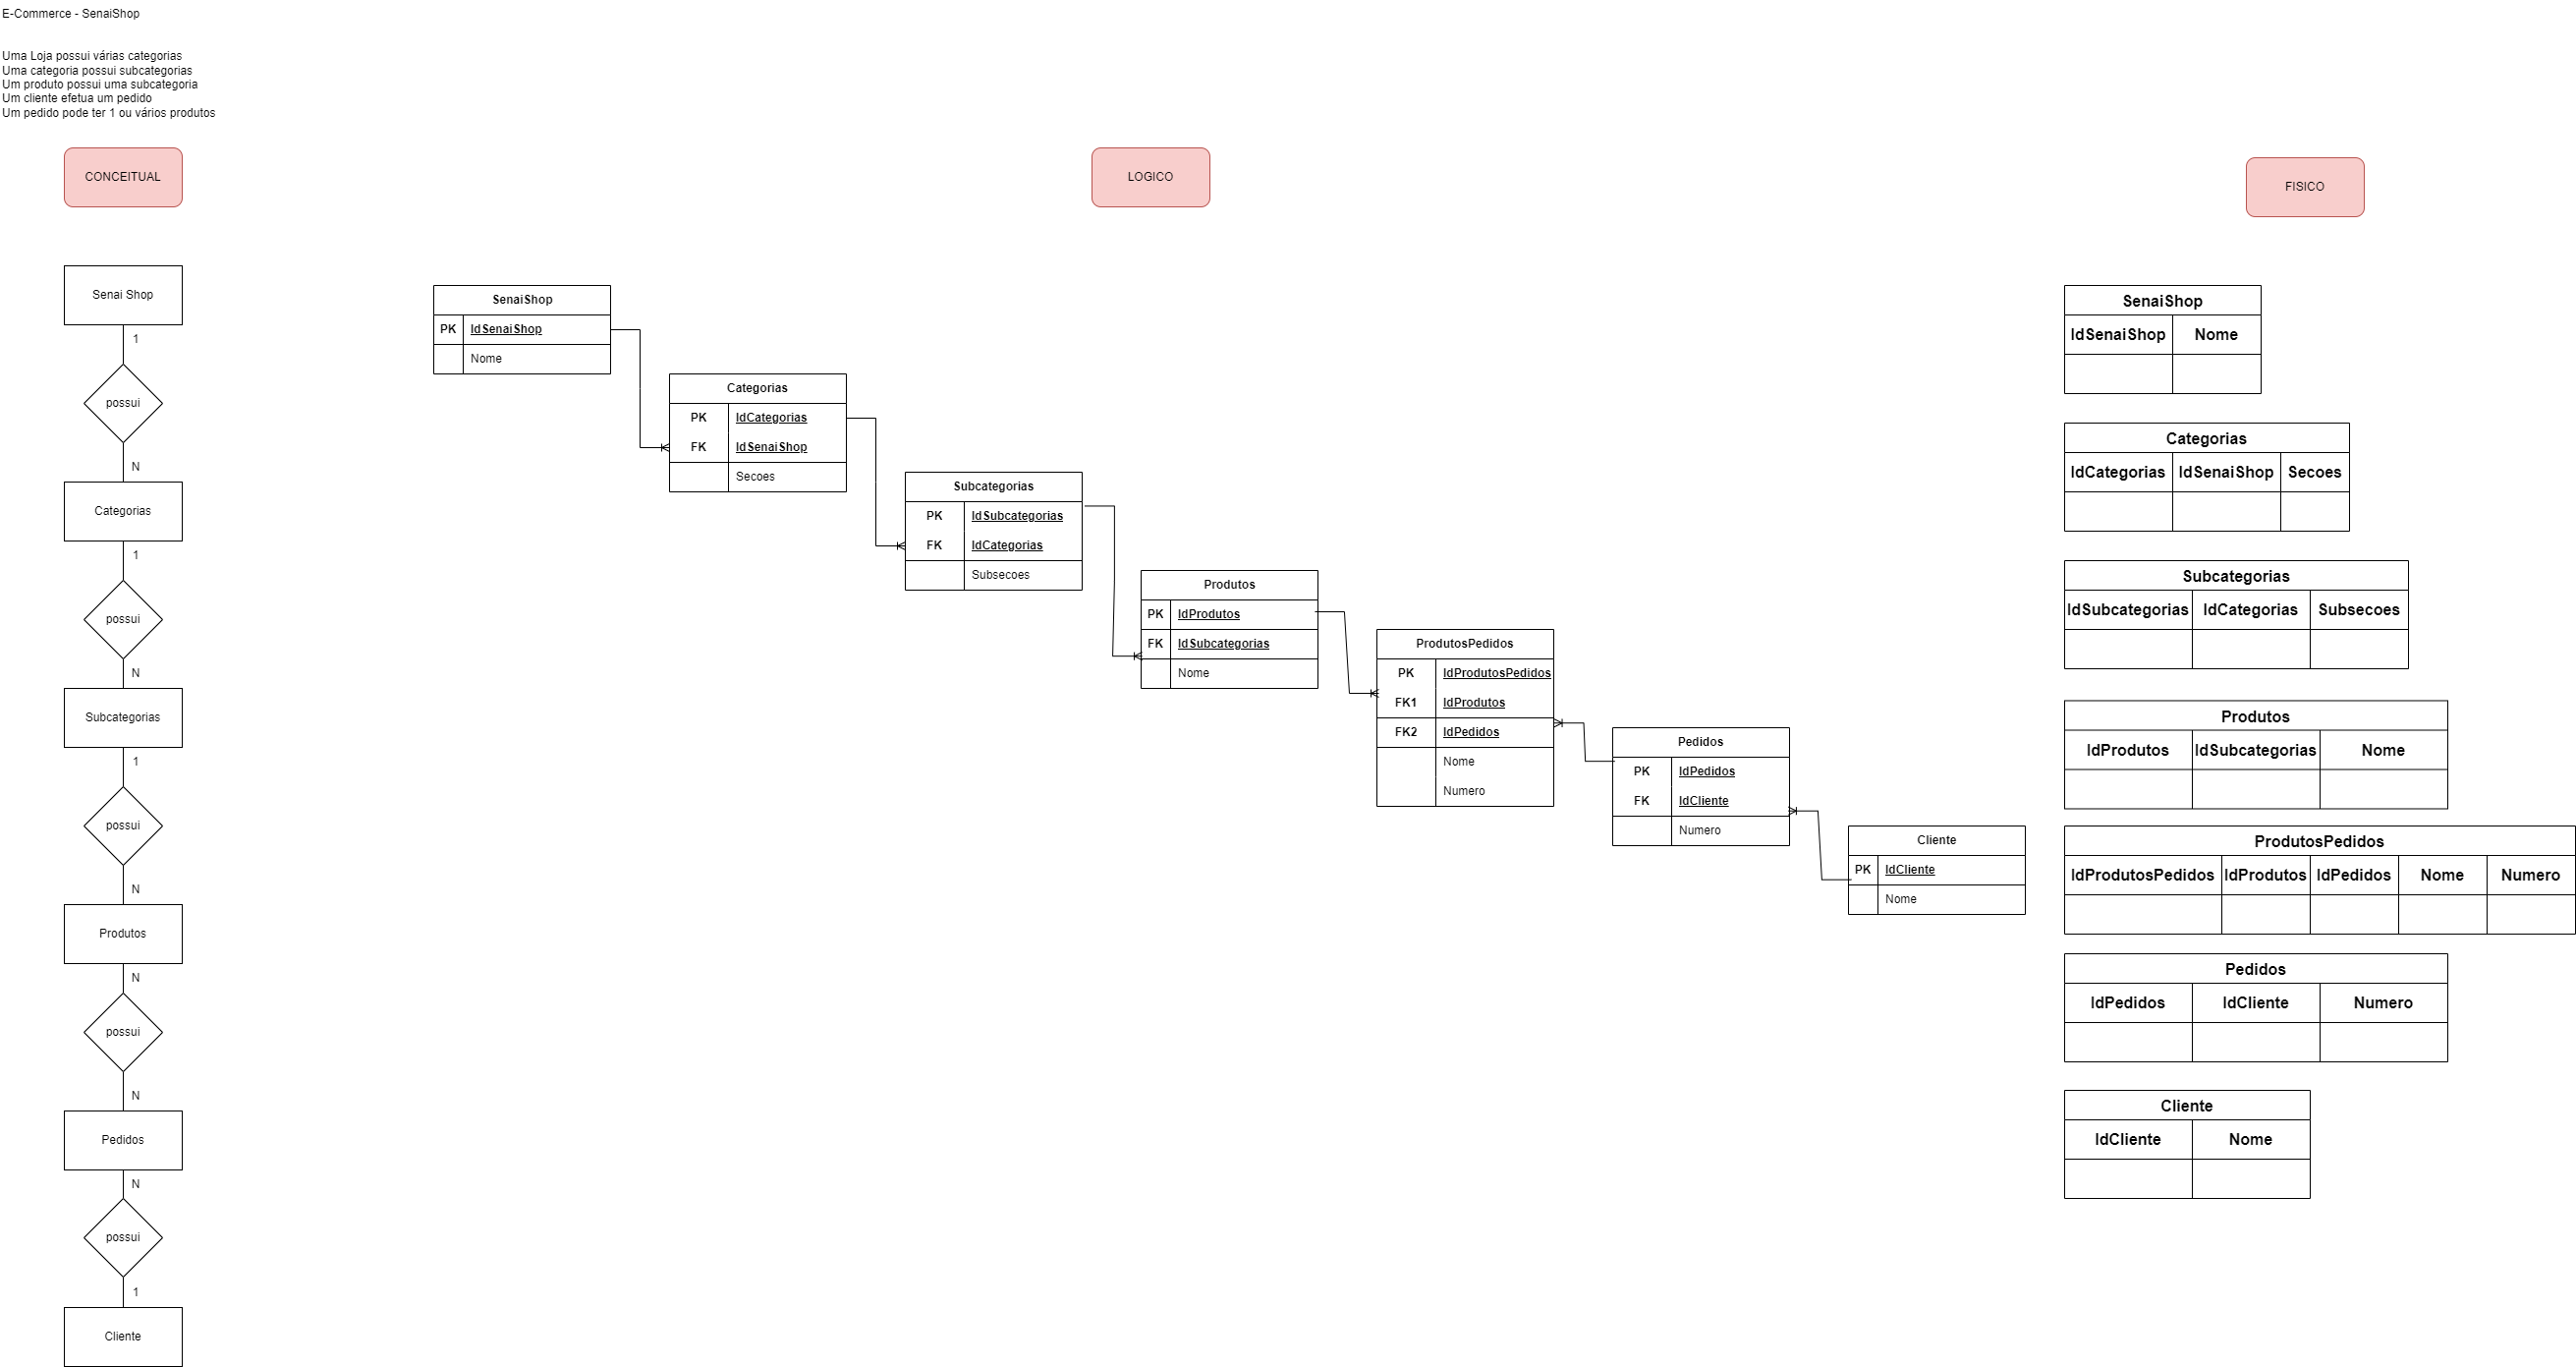 E-Commerce - SenaiShop
Uma Loja possui várias categorias
Uma categoria possui subcategorias
Um produto possui uma subcategoria
Um cliente efetua um pedido
Um pedido pode ter 1 ou vários produtos
CONCEITUAL
Senai Shop
1
possui
N
Categorias
1
possui
N
Subcategorias
1
possui
N
Produtos
N
possui
N
Pedidos
N
possui
1
Cliente
LOGICO
SenaiShop
PK IdSenaiShop
Nome
Categorias
PK IdCategorias
FK IdSenaiShop
Secoes
Subcategorias
PK IdSubcategorias
FK IdCategorias
Subsecoes
Produtos
PK IdProdutos
FK IdSubcategorias
Nome
ProdutosPedidos
PK IdProdutosPedidos
FK1 IdProdutos
FK2 IdPedidos
Nome
Numero
Pedidos
PK IdPedidos
FK IdCliente
Numero
Cliente
PK IdCliente
Nome
FISICO
SenaiShop
IdSenaiShop Nome
Categorias
IdCategorias IdSenaiShop Secoes
Subcategorias
IdSubcategorias IdCategorias Subsecoes
Produtos
IdProdutos IdSubcategorias Nome
ProdutosPedidos
IdProdutosPedidos IdProdutos IdPedidos Nome Numero
Pedidos
IdPedidos IdCliente Numero
Cliente
IdCliente Nome